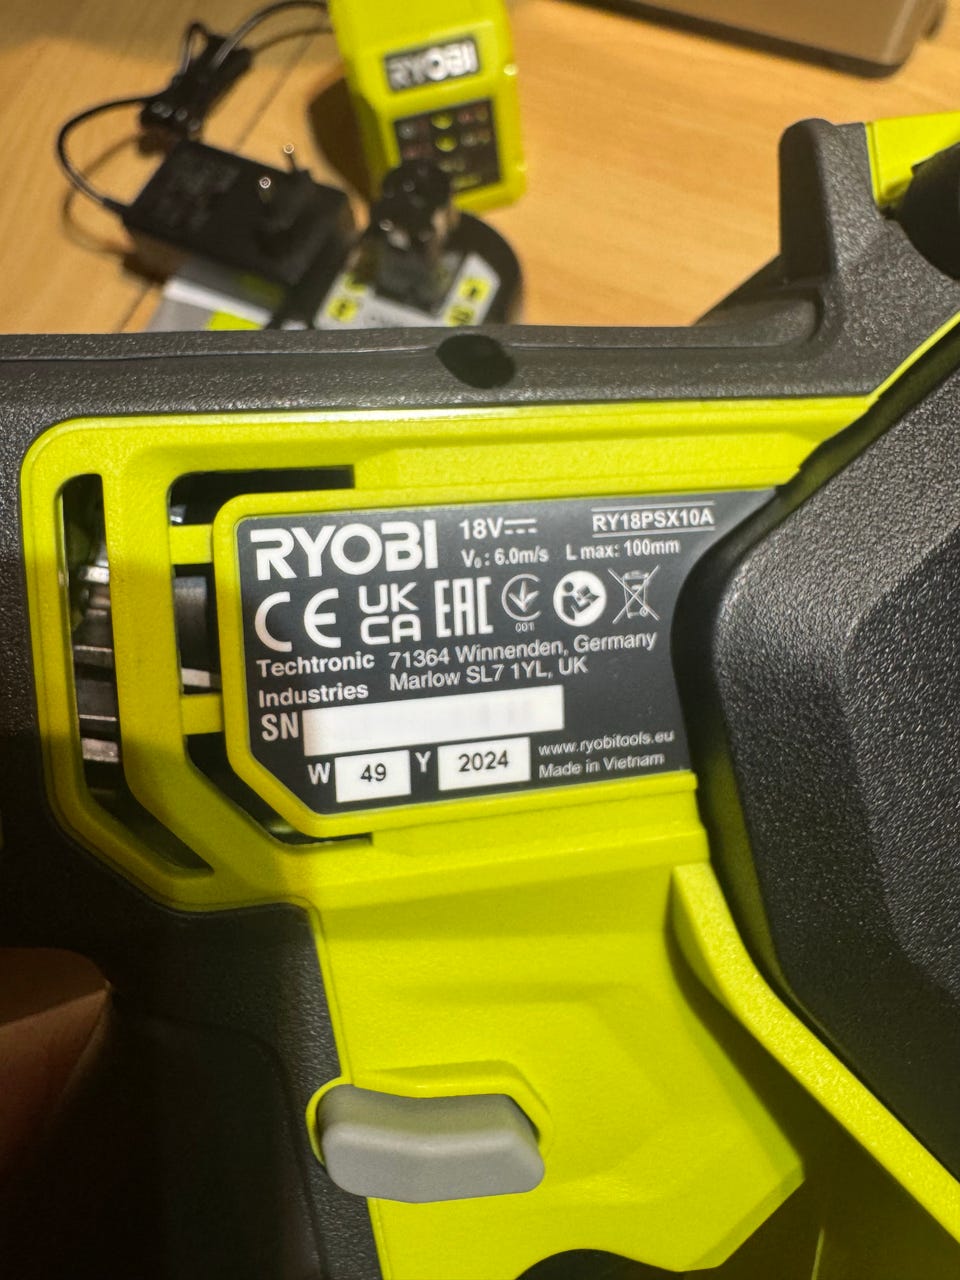 RYOBI
RYOBI 18V RY18PSX10A
V₀: 6.0m/s L max: 100mm
CE UK CA EAC 001
Techtronic Industries
71364 Winnenden, Germany
Marlow SL7 1YL, UK
SN
W 49 Y 2024
www.ryobitools.eu
Made in Vietnam